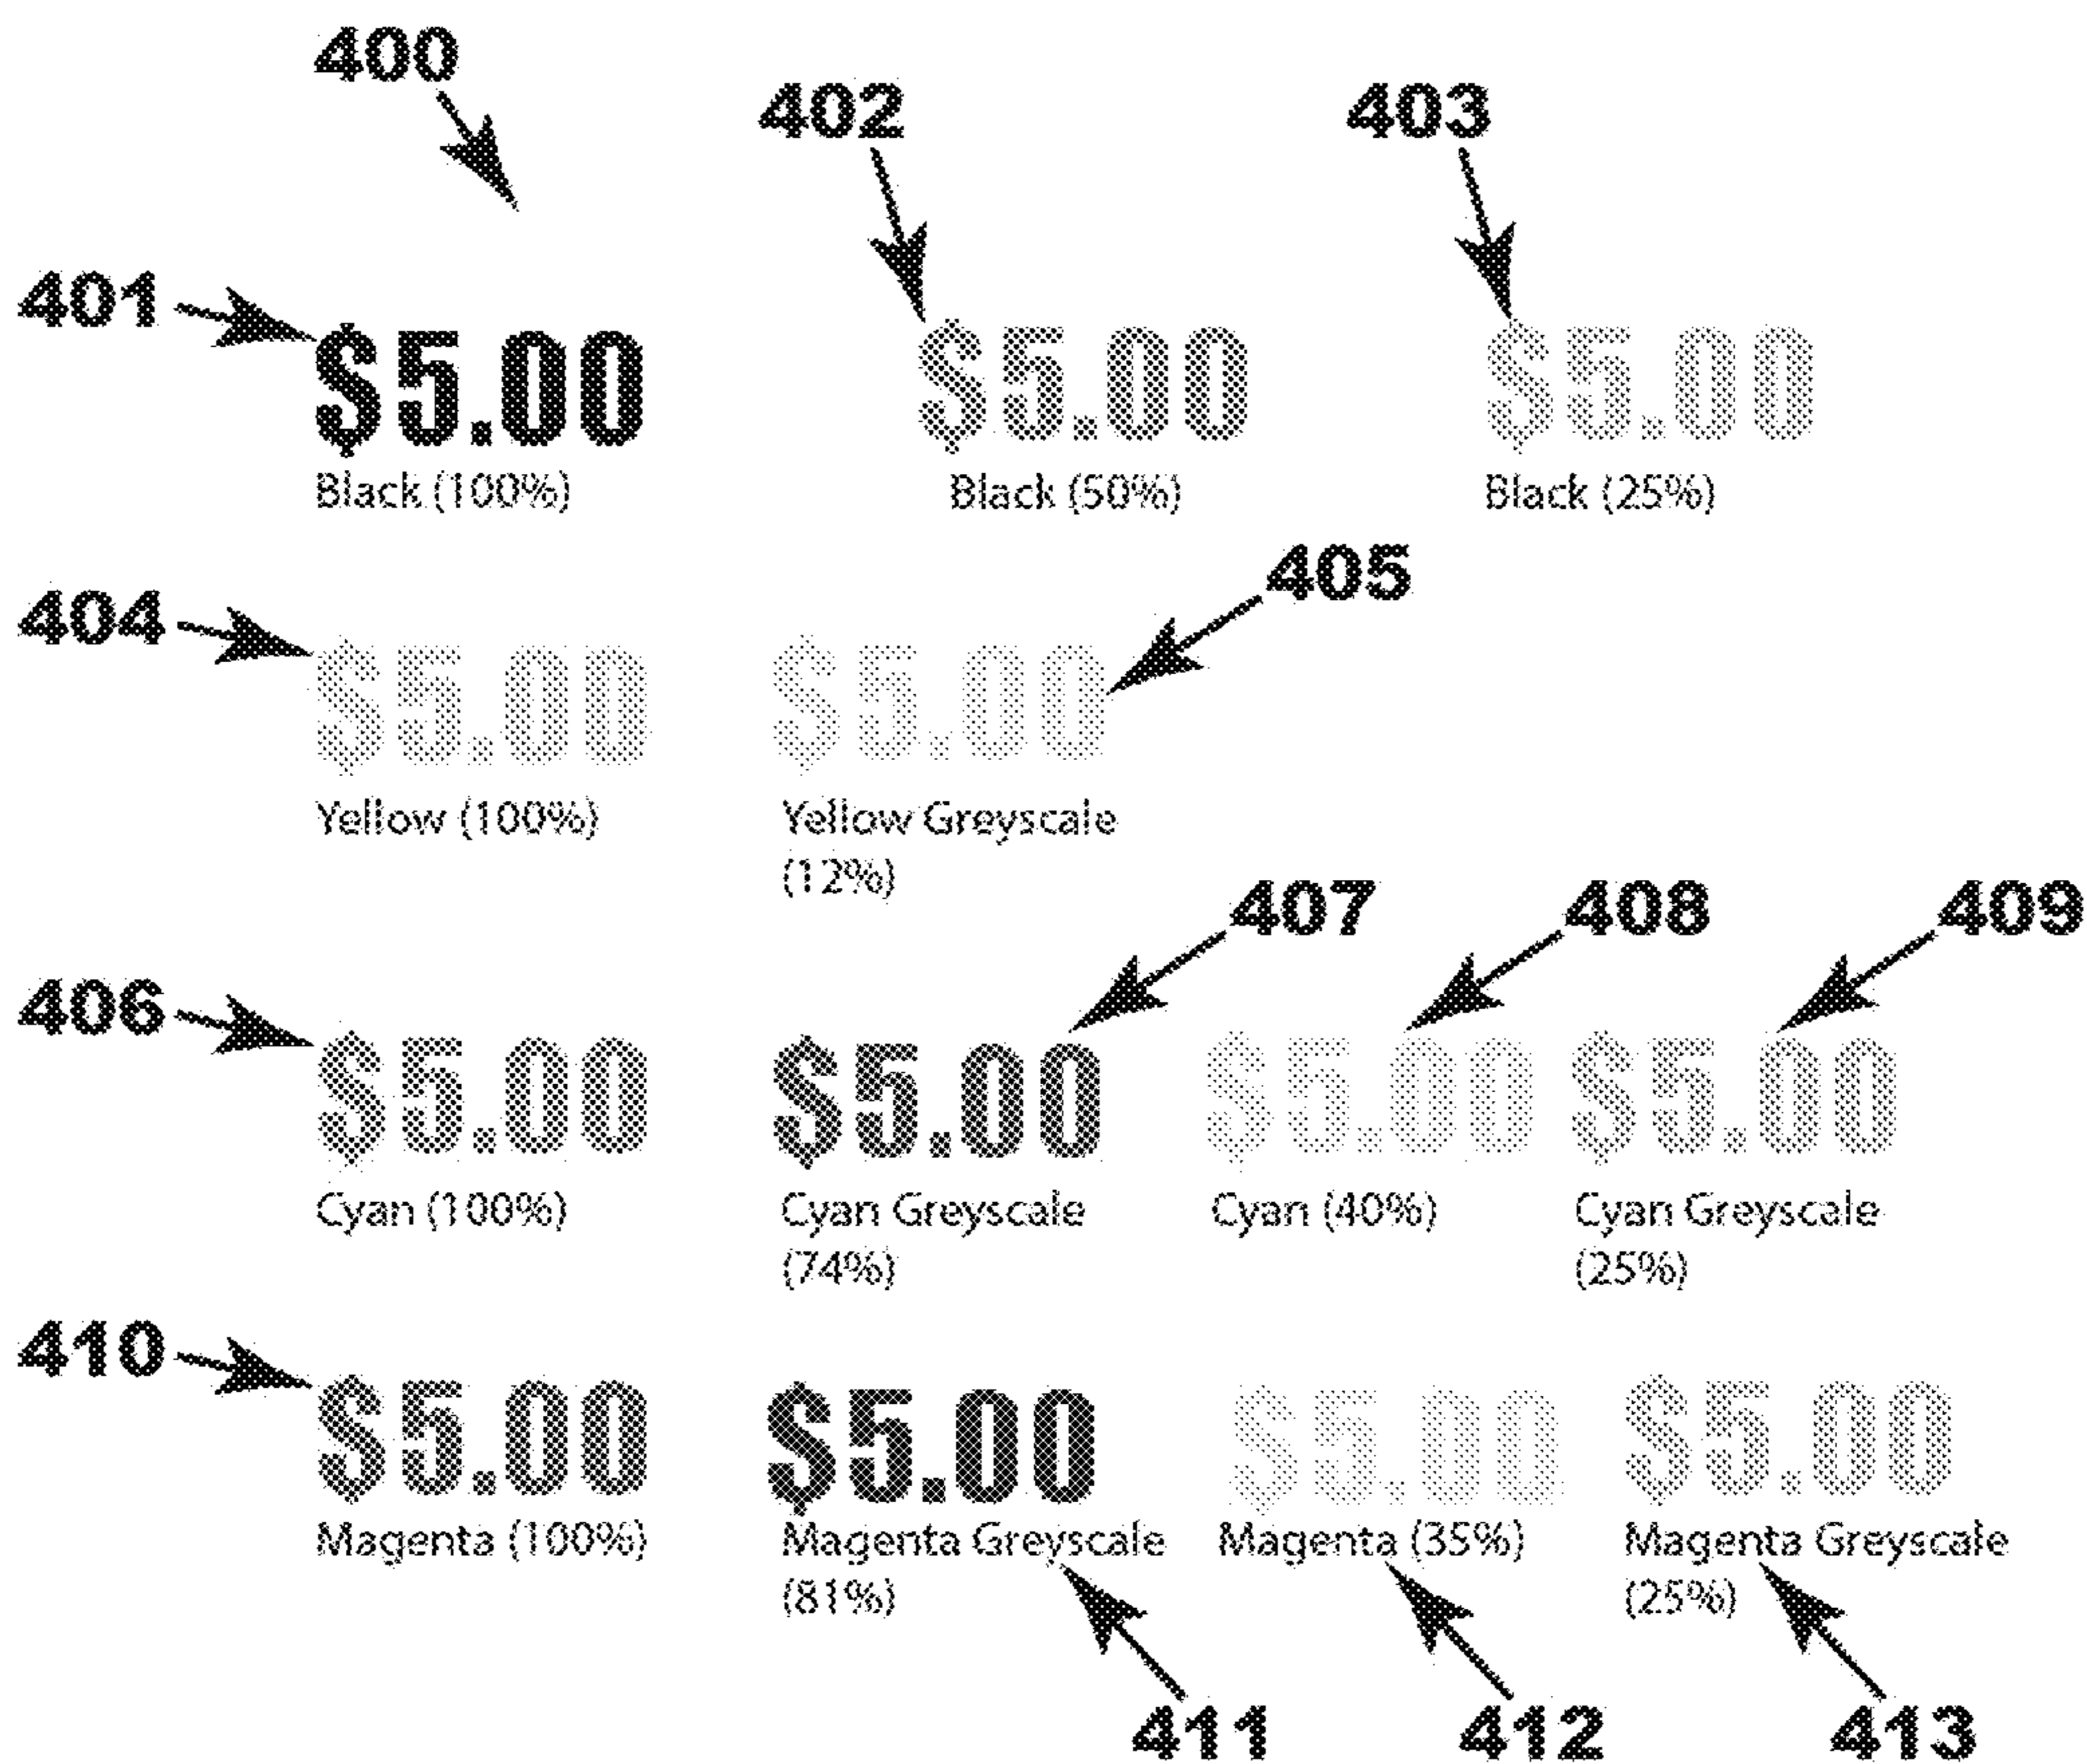 400
402
403
401
$5.00 $5.00 $5.00
Black (100%) Black (50%) Black (25%)
405
404
$5.00 $5.00
Yellow (100%) Yellow Greyscale
(12%)
407 408 409
406
$5.00 $5.00 $5.00 $5.00
Cyan (100%) Cyan Greyscale Cyan (40%) Cyan Greyscale
(74%) (25%)
410
$5.00 $5.00 $5.00 $5.00
Magenta (100%) Magenta Greyscale Magenta (35%) Magenta Greyscale
(81%) (25%)
411 412 413